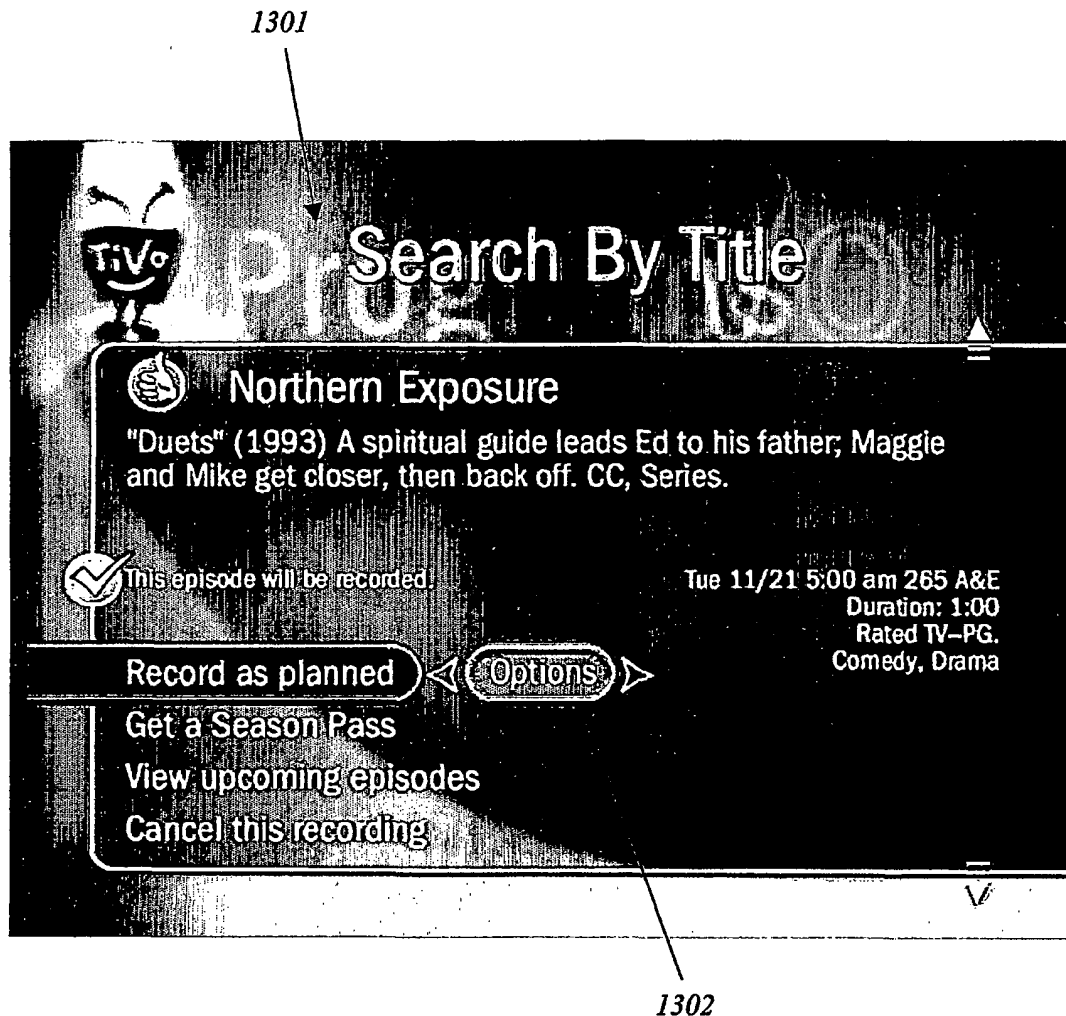 1301
TiVo
Search By Title
Northern Exposure
"Duets" (1993) A spiritual guide leads Ed to his father; Maggie
and Mike get closer, then back off. CC, Series.
This episode will be recorded.
Tue 11/21 5:00 am 265 A&E
Duration: 1:00
Rated TV–PG.
Comedy, Drama
Record as planned
Options
Get a Season Pass
View upcoming episodes
Cancel this recording
1302